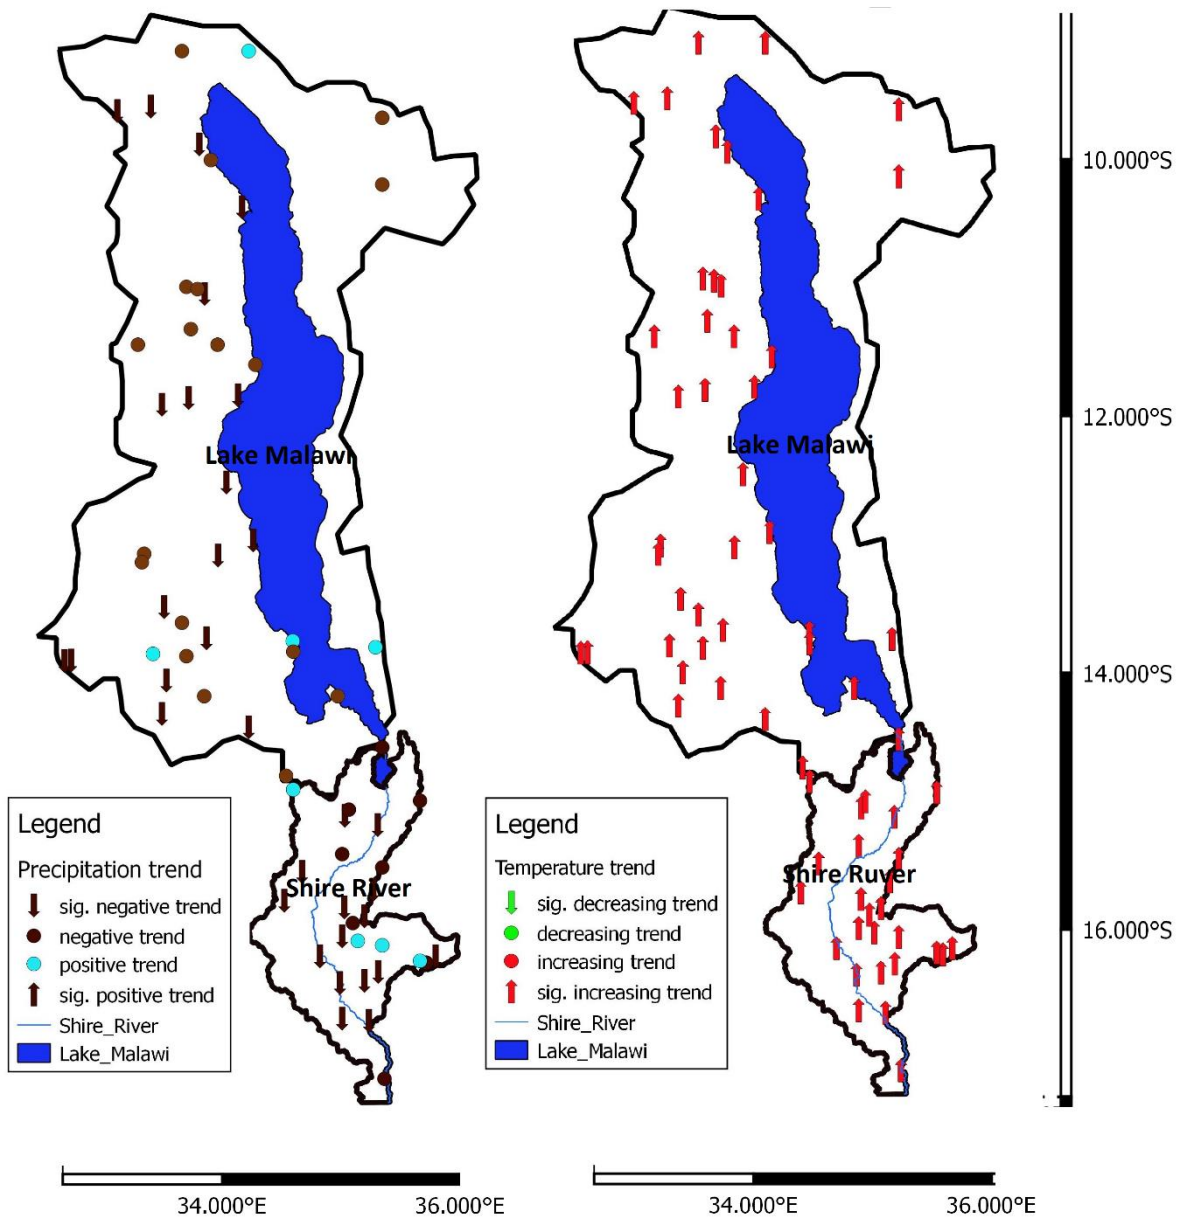 10.000°S
12.000°S
Lake Malawi
Lake Malawi
14.000°S
Legend
Precipitation trend
sig. negative trend
negative trend
positive trend
sig. positive trend
Shire_River
Lake_Malawi
Shire River
Legend
Temperature trend
sig. decreasing trend
decreasing trend
increasing trend
sig. increasing trend
Shire_River
Lake_Malawi
Shire Ruver
16.000°S
34.000°E
36.000°E
34.000°E
36.000°E